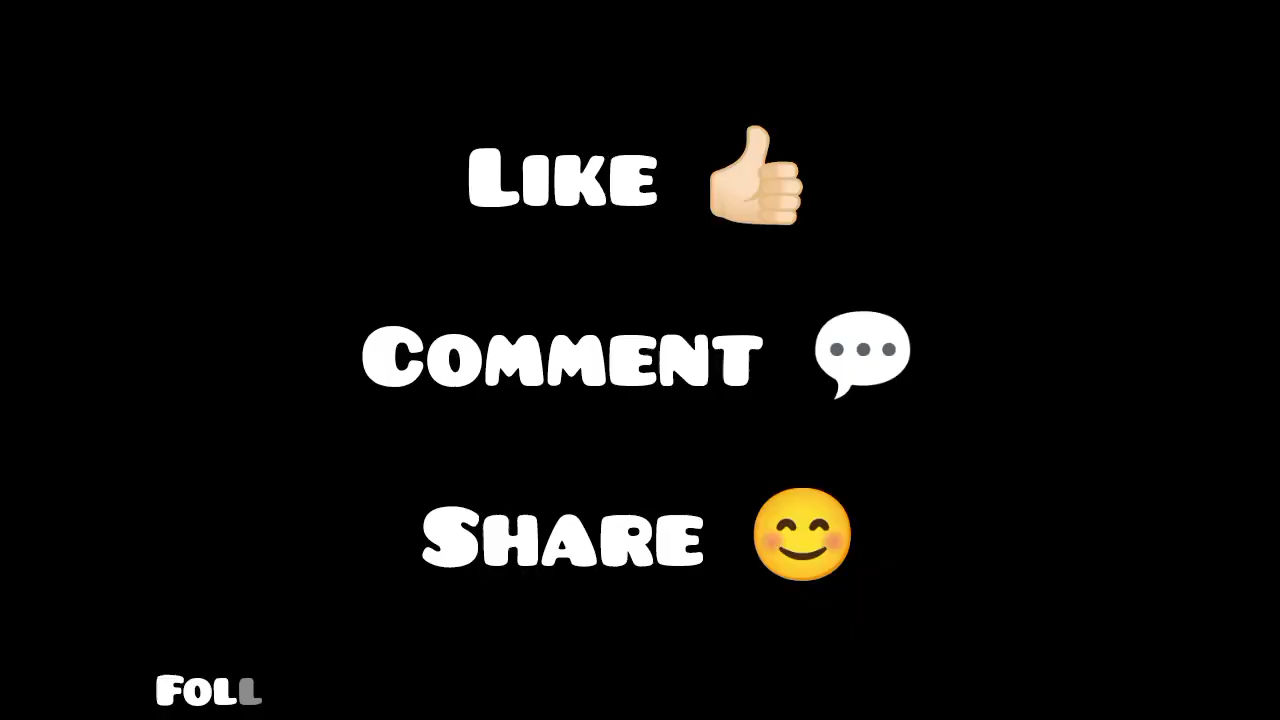 Like 👍🏻
Comment 💬
Share 😊
Foll